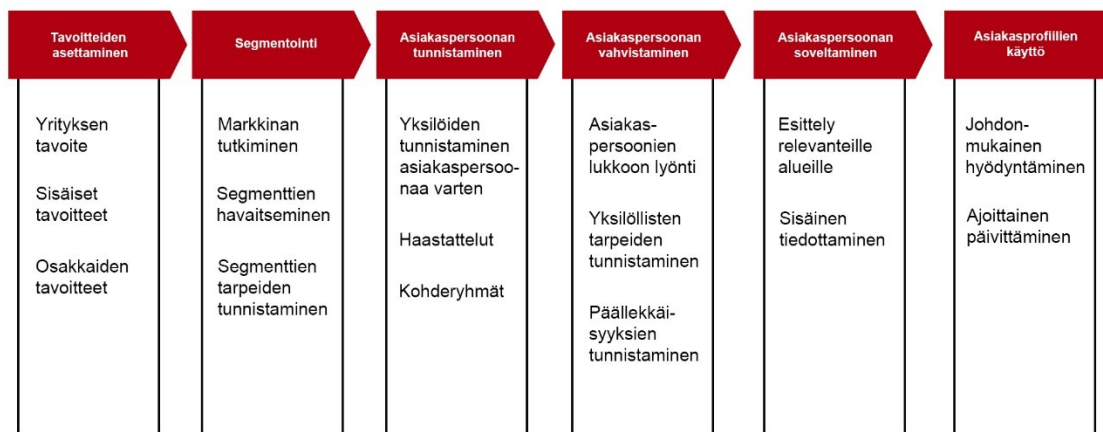 Tavoitteiden
asettaminen
Segmentointi
Asiakaspersoonan
tunnistaminen
Asiakaspersoonan
vahvistaminen
Asiakaspersoonan
soveltaminen
Asiakasprofiilien
käyttö
Yrityksen
tavoite
Sisäiset
tavoitteet
Osakkaiden
tavoitteet
Markkinan
tutkiminen
Segmenttien
havaitseminen
Segmenttien
tarpeiden
tunnistaminen
Yksilöiden
tunnistaminen
asiakaspersoo-
naa varten
Haastattelut
Kohderyhmät
Asiakas-
persoonien
lukkoon lyönti
Yksilöllisten
tarpeiden
tunnistaminen
Päällekkäi-
syyksien
tunnistaminen
Esittely
relevanteille
alueille
Sisäinen
tiedottaminen
Johdon-
mukainen
hyödyntäminen
Ajoittainen
päivittäminen